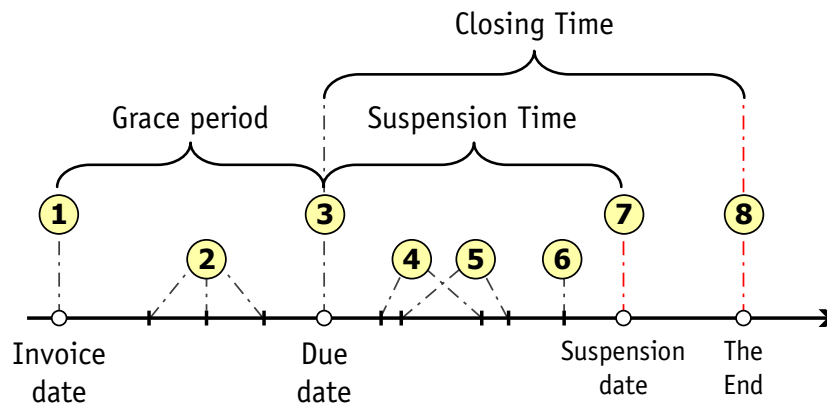 Closing Time
Grace period
Suspension Time
1
3
7
8
2
4
5
6
Invoice
date
Due
date
Suspension
date
The
End